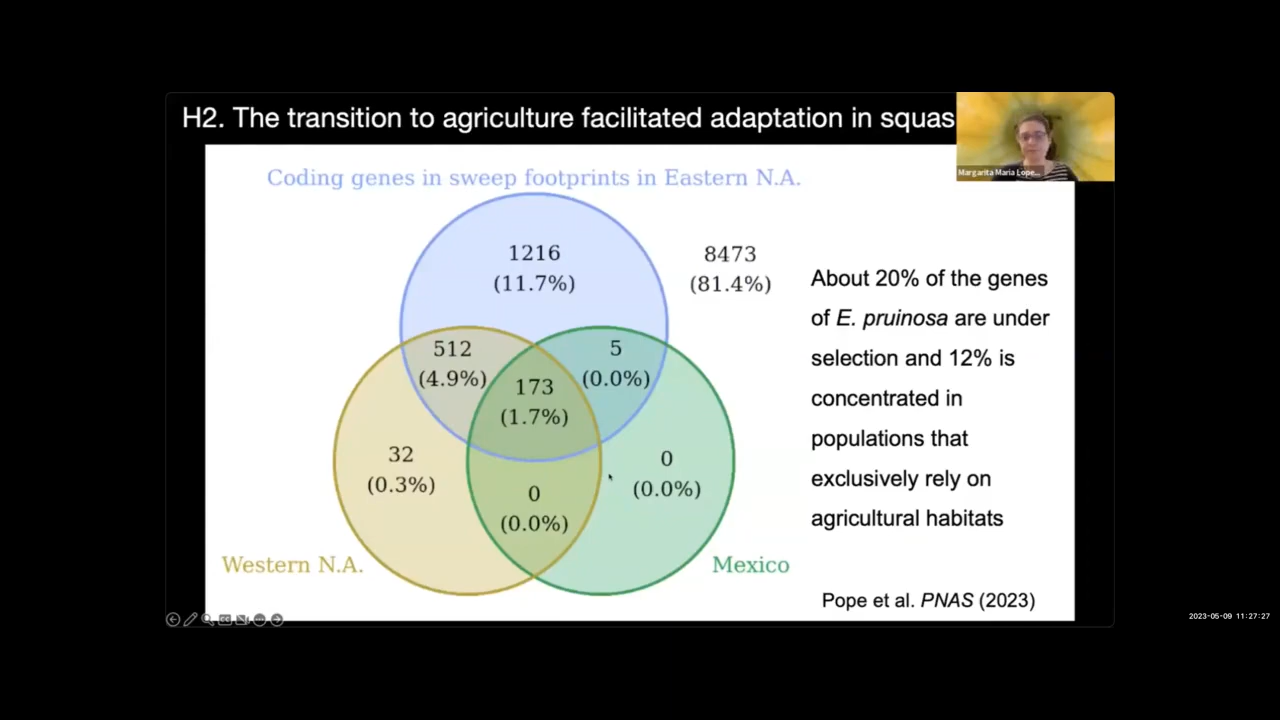 H2. The transition to agriculture facilitated adaptation in squas
Margarita Maria Lope...
Coding genes in sweep footprints in Eastern N.A.
1216
(11.7%)
8473
(81.4%)
512
(4.9%)
5
(0.0%)
173
(1.7%)
32
(0.3%)
0
(0.0%)
0
(0.0%)
Western N.A.
Mexico
About 20% of the genes
of E. pruinosa are under
selection and 12% is
concentrated in
populations that
exclusively rely on
agricultural habitats
Pope et al. PNAS (2023)
2023-05-09 11:27:27